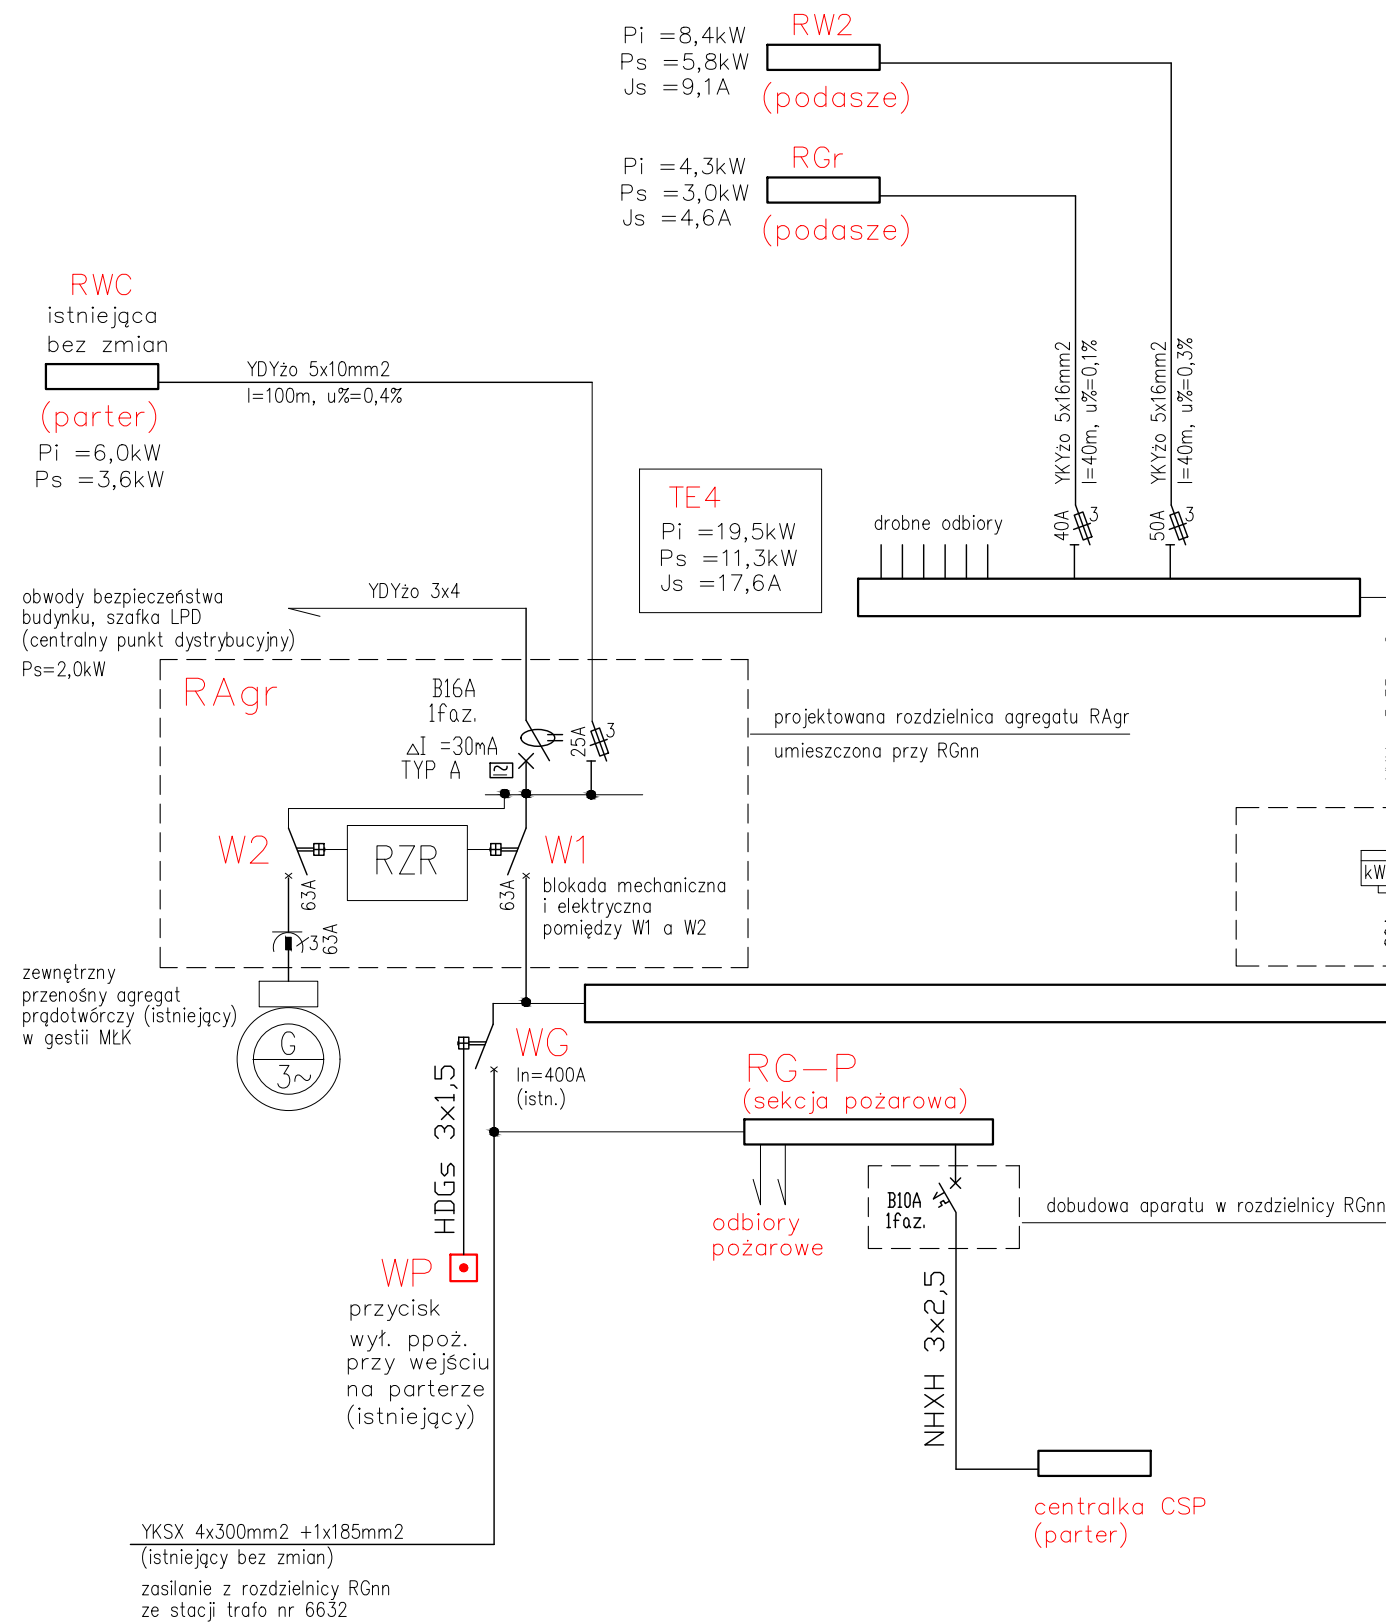 RW2
Pi =8,4kW
Ps =5,8kW
Js =9,1A
(podasze)
RGr
Pi =4,3kW
Ps =3,0kW
Js =4,6A
(podasze)
RWC
istniejąca
bez zmian
(parter)
Pi =6,0kW
Ps =3,6kW
YDYżo 5x10mm2
l=100m, u%=0,4%
YKYżo 5x16mm2
l=40m, u%=0,1%
YKYżo 5x16mm2
l=40m, u%=0,3%
40A
3
50A
3
TE4
Pi =19,5kW
Ps =11,3kW
Js =17,6A
drobne odbiory
obwody bezpieczeństwa
budynku, szafka LPD
(centralny punkt dystrybucyjny)
Ps=2,0kW
YDYżo 3x4
RAgr
B16A
1faz.
ΔI =30mA
TYP A
25A
3
projektowana rozdzielnica agregatu RAgr
umieszczona przy RGnn
W2
RZR
W1
63A
63A
blokada mechaniczna
i elektryczna
pomiędzy W1 a W2
3
63A
kW
zewnętrzny
przenośny agregat
prądotwórczy (istniejący)
w gestii MŁK
G
3~
WG
In=400A
(istn.)
HDGs 3x1,5
RG-P
(sekcja pożarowa)
odbiory
pożarowe
B10A
1faz.
dobudowa aparatu w rozdzielnicy RGnn
WP
przycisk
wył. ppoż.
przy wejściu
na parterze
(istniejący)
NHXH 3x2,5
centralka CSP
(parter)
YKSX 4x300mm2 +1x185mm2
(istniejący bez zmian)
zasilanie z rozdzielnicy RGnn
ze stacji trafo nr 6632